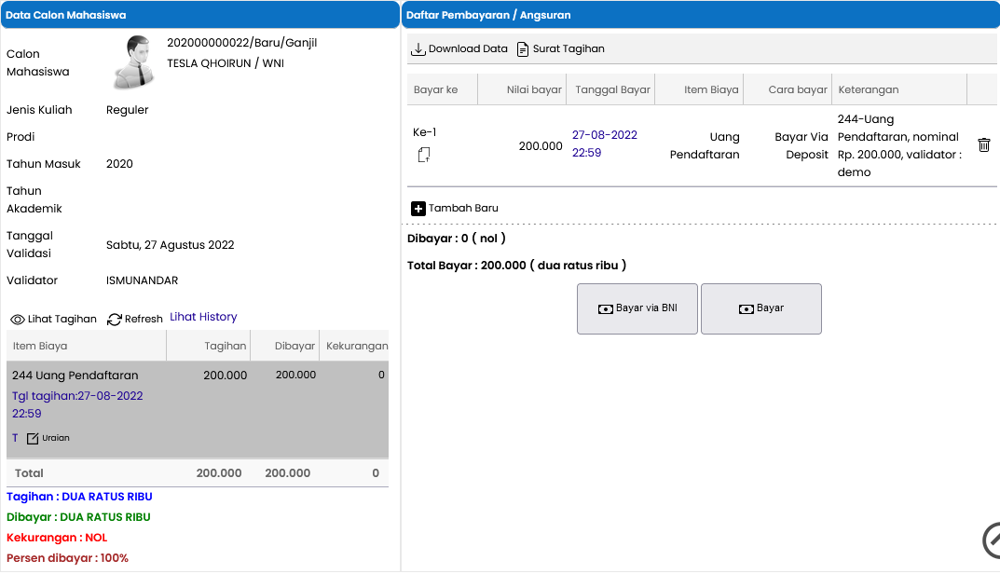 Data Calon Mahasiswa
Calon
Mahasiswa
202000000022/Baru/Ganjil
TESLA QHOIRUN / WNI
Jenis Kuliah Reguler
Prodi
Tahun Masuk 2020
Tahun
Akademik
Tanggal
Validasi
Sabtu, 27 Agustus 2022
Validator ISMUNANDAR
Lihat Tagihan Refresh Lihat History
Item Biaya Tagihan Dibayar Kekurangan
244 Uang Pendaftaran 200.000 200.000 0
Tgl tagihan:27-08-2022
22:59
T Uraian
Total 200.000 200.000 0
Tagihan : DUA RATUS RIBU
Dibayar : DUA RATUS RIBU
Kekurangan : NOL
Persen dibayar : 100%
Daftar Pembayaran / Angsuran
Download Data Surat Tagihan
Bayar ke Nilai bayar Tanggal Bayar Item Biaya Cara bayar Keterangan
Ke-1
200.000
27-08-2022
22:59
Uang
Pendaftaran
Bayar Via
Deposit
244-Uang
Pendaftaran, nominal
Rp. 200.000, validator :
demo
Tambah Baru
Dibayar : 0 ( nol )
Total Bayar : 200.000 ( dua ratus ribu )
Bayar via BNI Bayar